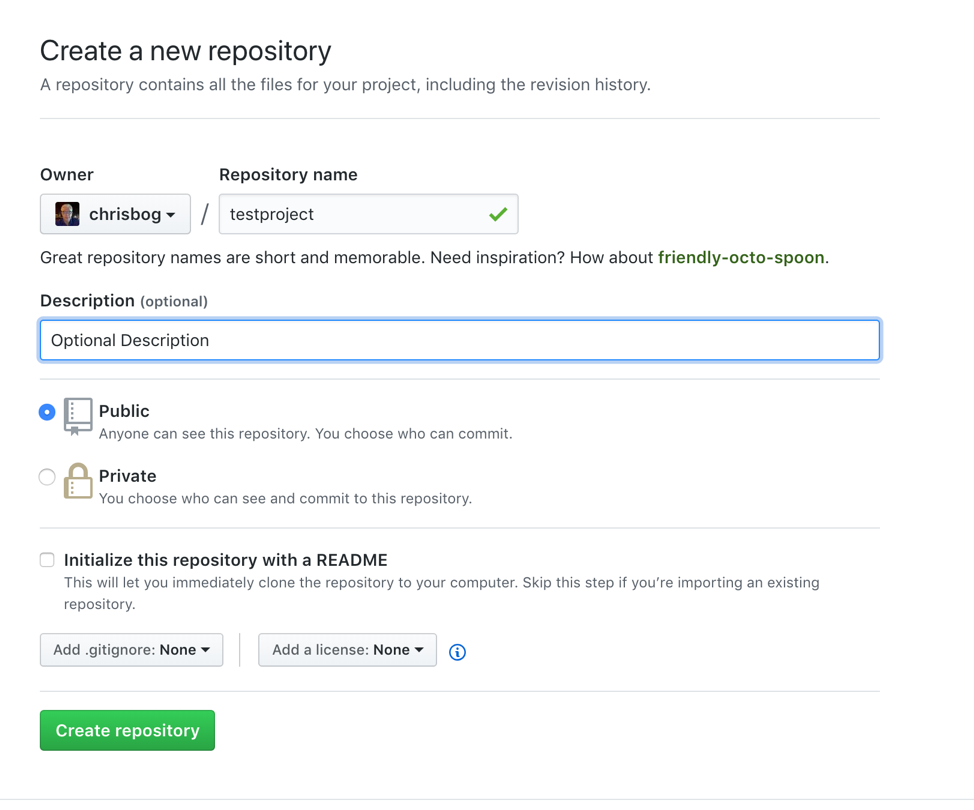 Create a new repository
A repository contains all the files for your project, including the revision history.
Owner
Repository name
chrisbog / testproject
Great repository names are short and memorable. Need inspiration? How about friendly-octo-spoon.
Description (optional)
Optional Description
Public
Anyone can see this repository. You choose who can commit.
Private
You choose who can see and commit to this repository.
Initialize this repository with a README
This will let you immediately clone the repository to your computer. Skip this step if you’re importing an existing
repository.
Add .gitignore: None
Add a license: None
Create repository